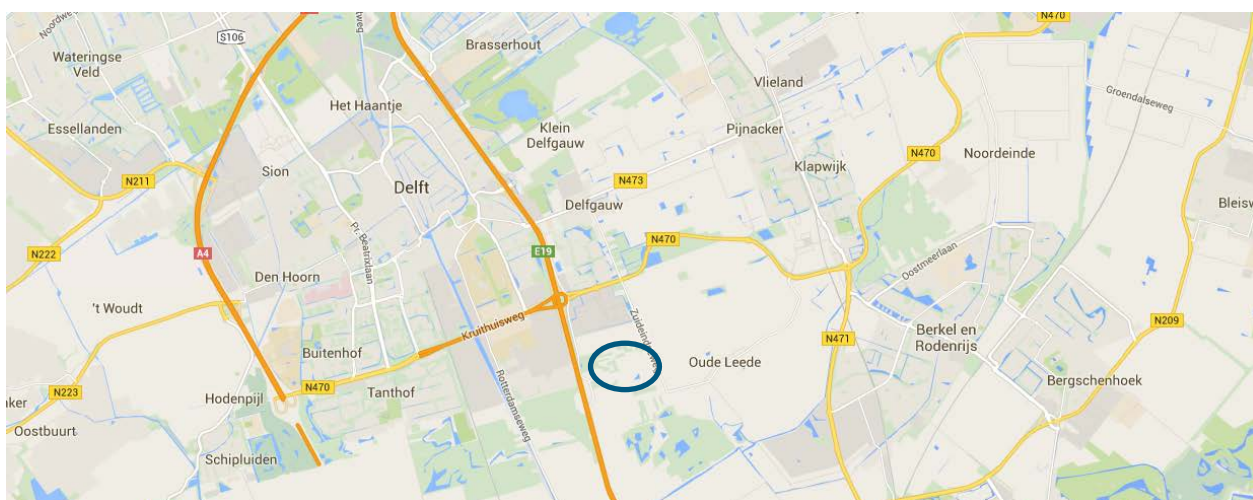 N470
S106
Wateringse
Veld
Brasserhout
Vlieland
Groendalseweg
Het Haantje
Essellanden
Klein
Delfgauw
Pijnacker
Sion
N470
Noordeinde
N211
Klapwijk
Delft
N473
Delfgauw
Bleisw
Pr. Beatrixlaan
N222
A4
E19
N470
Oostmeerlaan
Den Hoorn
't Woudt
Kruithuisweg
Zuideindseweg
N209
Berkel en
Rodenrijs
N471
Buitenhof
Oude Leede
N470
Tanthof
Rotterdamseweg
Bergschenhoek
N223
Hodenpijl
ker
Oostbuurt
Schipluiden